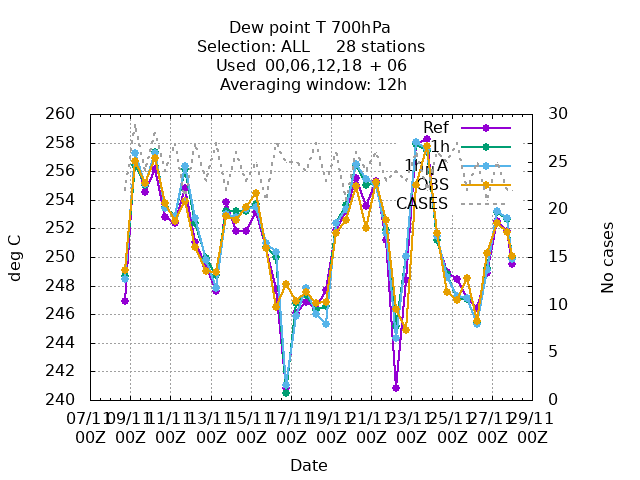 Dew point T 700hPa
Selection: ALL 28 stations
Used 00,06,12,18 + 06
Averaging window: 12h
260
258
256
254
252
250
248
246
244
242
240
deg C
30
25
20
15
10
5
0
No cases
Ref
1h
1h_A
OBS
CASES
07/11 09/11 11/11 13/11 15/11 17/11 19/11 21/11 23/11 25/11 27/11 29/11
00Z 00Z 00Z 00Z 00Z 00Z 00Z 00Z 00Z 00Z 00Z 00Z
Date